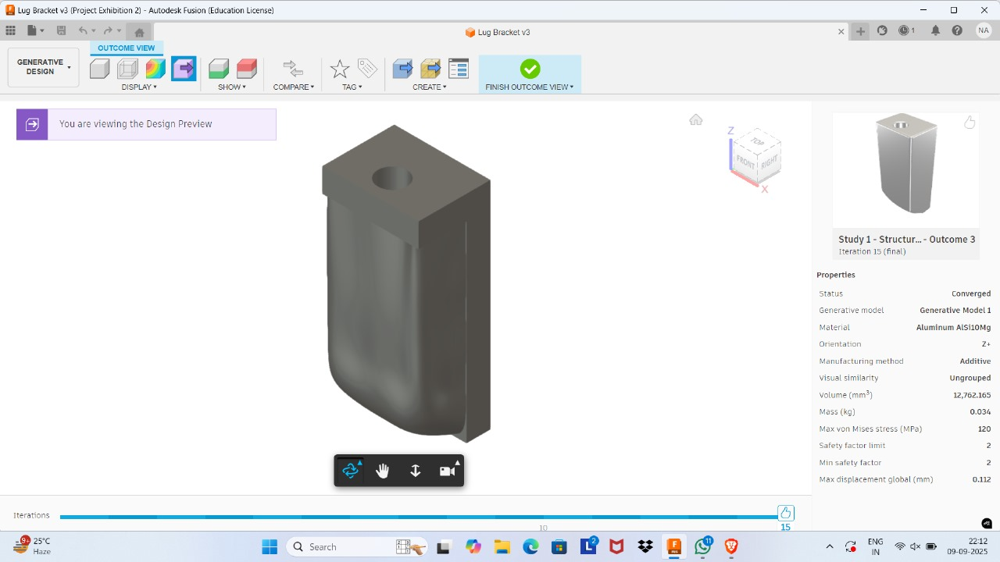 Lug Bracket v3 (Project Exhibition 2) - Autodesk Fusion (Education License)
Lug Bracket v3
1
NA
GENERATIVE
DESIGN
OUTCOME VIEW
DISPLAY
SHOW
COMPARE
TAG
CREATE
FINISH OUTCOME VIEW
You are viewing the Design Preview
Z
TOP
FRONT
RIGHT
X
Study 1 - Structur... - Outcome 3
Iteration 15 (final)
Properties
Status Converged
Generative model Generative Model 1
Material Aluminum AlSi10Mg
Orientation Z+
Manufacturing method Additive
Visual similarity Ungrouped
Volume (mm³) 12,762.165
Mass (kg) 0.034
Max von Mises stress (MPa) 120
Safety factor limit 2
Min safety factor 2
Max displacement global (mm) 0.112
Iterations
10
15
9+
25°C
Haze
Search
L
2
F
FUS
11
ENG
IN
22:12
09-09-2025